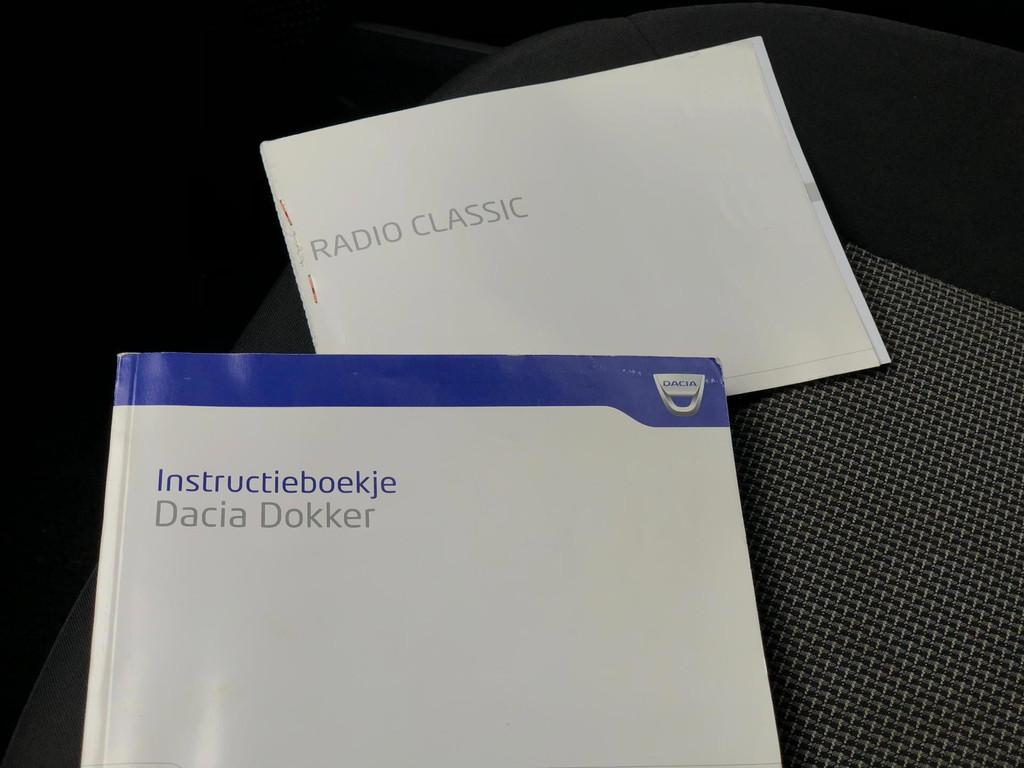 RADIO CLASSIC
DACIA
Instructieboekje
Dacia Dokker